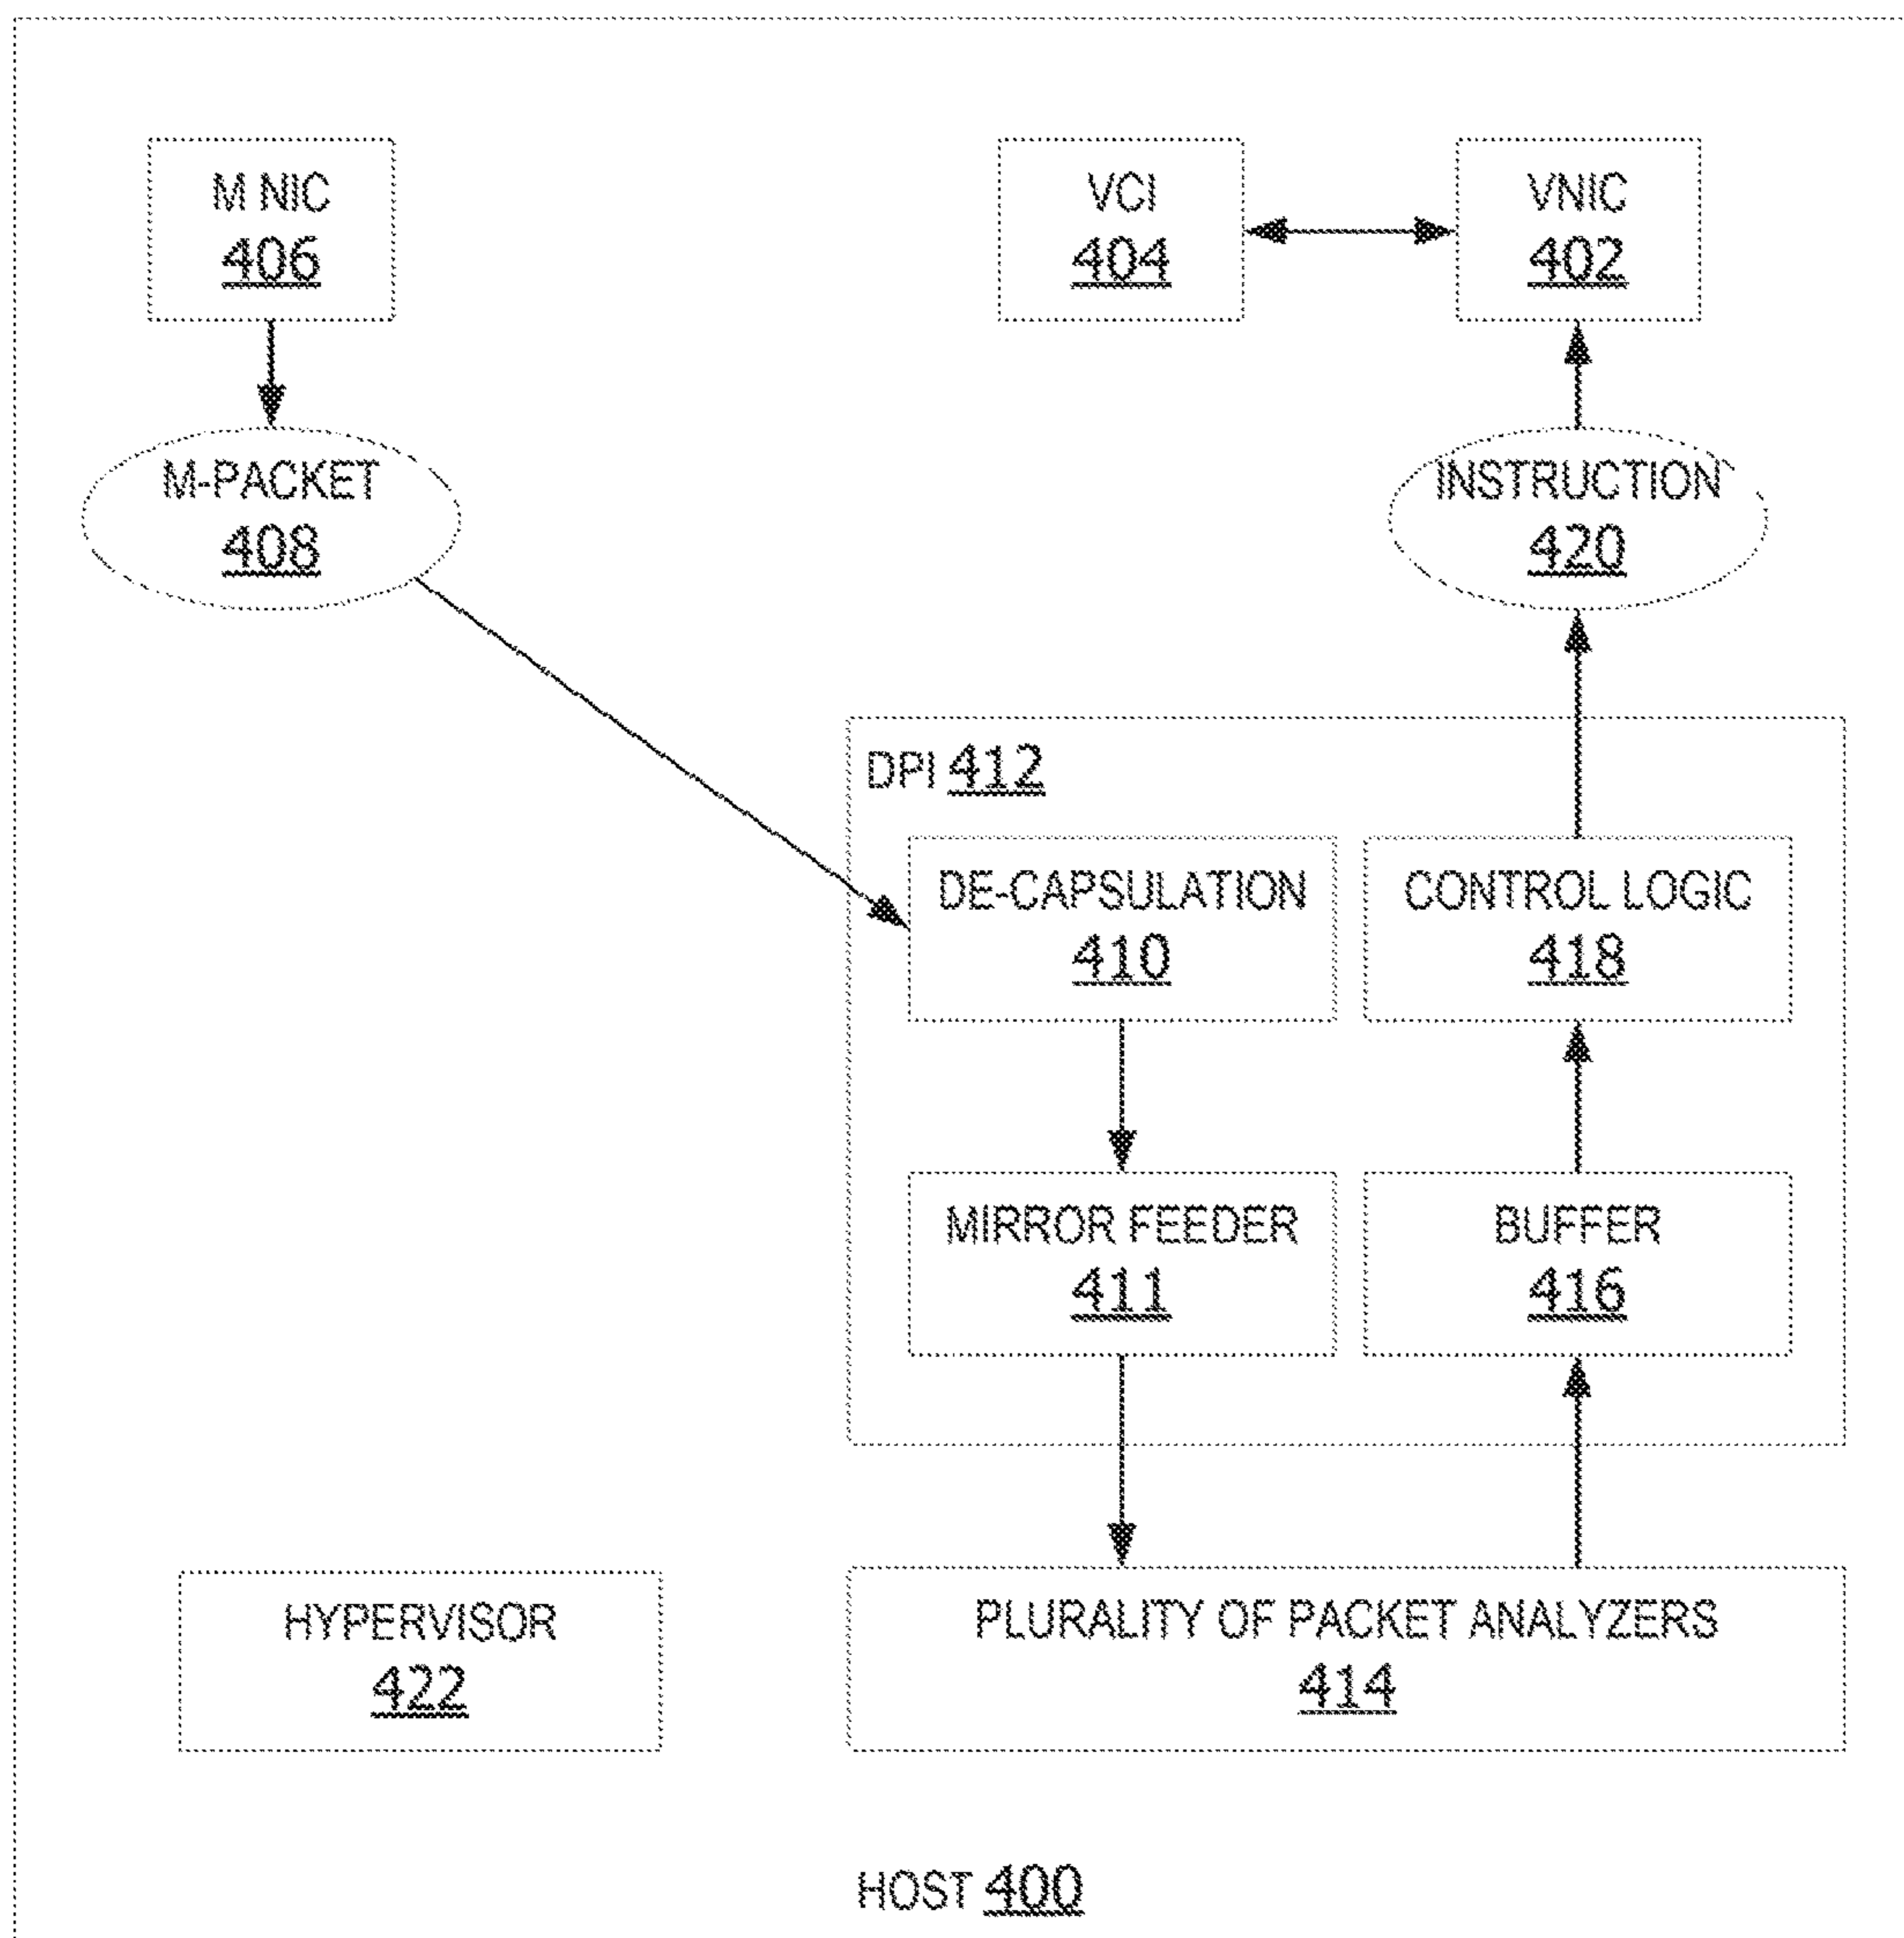 M NIC
406
VCI
404
VNIC
402
M-PACKET
408
INSTRUCTION
420
DPI 412
DE-CAPSULATION
410
CONTROL LOGIC
418
MIRROR FEEDER
411
BUFFER
416
HYPERVISOR
422
PLURALITY OF PACKET ANALYZERS
414
HOST 400